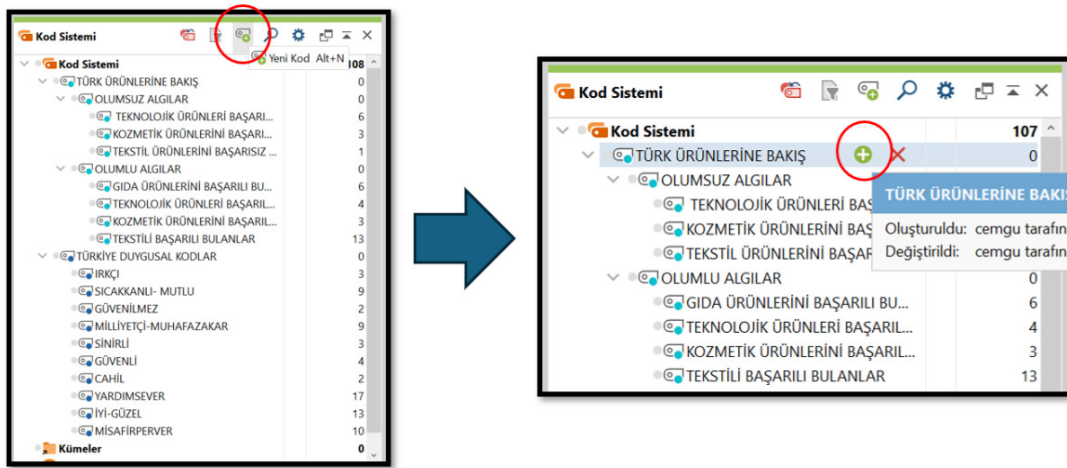 Kod Sistemi
Yeni Kod Alt+N
Kod Sistemi 108
TÜRK ÜRÜNLERİNE BAKIŞ 0
OLUMSUZ ALGILAR 0
TEKNOLOJİK ÜRÜNLERİ BAŞARI... 6
KOZMETİK ÜRÜNLERİNİ BAŞARI... 3
TEKSTİL ÜRÜNLERİNİ BAŞARISIZ ... 1
OLUMLU ALGILAR 0
GIDA ÜRÜNLERİNİ BAŞARILI BU... 6
TEKNOLOJİK ÜRÜNLERİ BAŞARIL... 4
KOZMETİK ÜRÜNLERİNİ BAŞARIL... 3
TEKSTİLİ BAŞARILI BULANLAR 13
TÜRKİYE DUYGUSAL KODLAR 0
IRKÇI 3
SICAKKANLI- MUTLU 9
GÜVENİLMEZ 2
MİLLİYETÇİ-MUHAFAZAKAR 9
SİNİRLİ 3
GÜVENLİ 4
CAHİL 2
YARDIMSEVER 17
İYİ-GÜZEL 13
MİSAFİRPERVER 10
Kümeler 0
Kod Sistemi
Kod Sistemi 107
TÜRK ÜRÜNLERİNE BAKIŞ 0
OLUMSUZ ALGILAR
TÜRK ÜRÜNLERİNE BAKIŞ
TEKNOLOJİK ÜRÜNLERİ BAŞ
KOZMETİK ÜRÜNLERİNİ BAŞ
Oluşturuldu: cemgu tarafın
TEKSTİL ÜRÜNLERİNİ BAŞAR
Değiştirildi: cemgu tarafın
OLUMLU ALGILAR 0
GIDA ÜRÜNLERİNİ BAŞARILI BU... 6
TEKNOLOJİK ÜRÜNLERİ BAŞARIL... 4
KOZMETİK ÜRÜNLERİNİ BAŞARIL... 3
TEKSTİLİ BAŞARILI BULANLAR 13